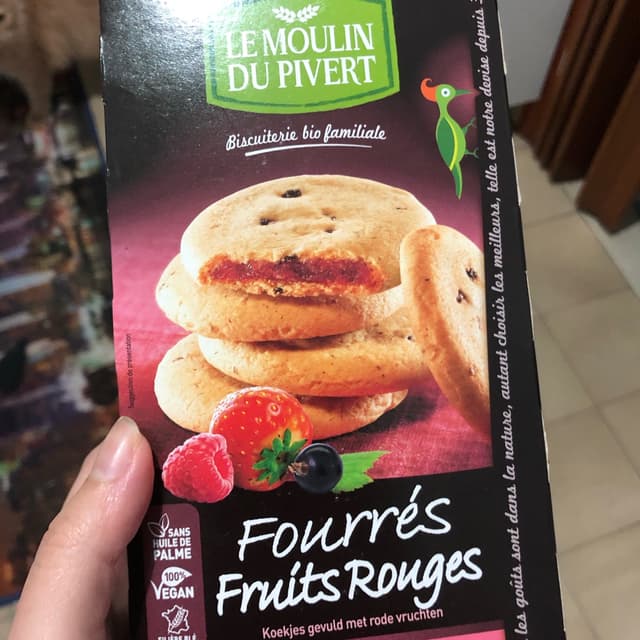 LE MOULIN
DU PIVERT
Biscuiterie bio familiale
les goûts sont dans la nature, autant choisir les meilleurs, telle est notre devise depuis
Suggestion de présentation
SANS
HUILE DE
PALME
100%
VEGAN
FILIÈRE BLÉ
Fourrés
Fruits Rouges
Koekjes gevuld met rode vruchten